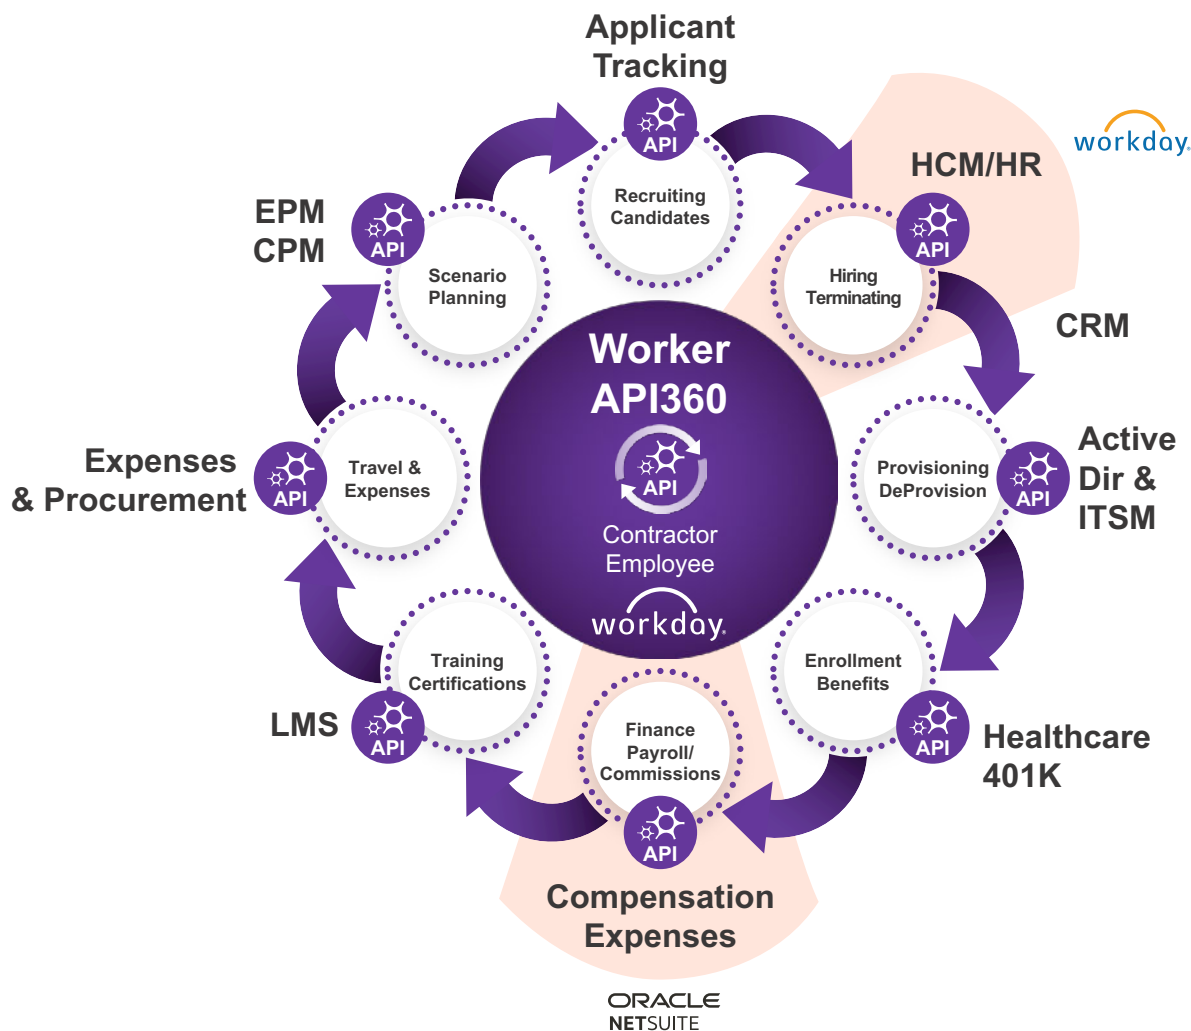 Applicant
Tracking
API
Recruiting
Candidates
workday.
HCM/HR
API
Hiring
Terminating
CRM
Active
Dir &
ITSM
API
Provisioning
DeProvision
Enrollment
Benefits
API
Healthcare
401K
Finance
Payroll/
Commissions
API
Compensation
Expenses
ORACLE
NETSUITE
Training
Certifications
LMS
API
Travel &
Expenses
API
Expenses
& Procurement
EPM
CPM
API
Scenario
Planning
Worker
API360
API
Contractor
Employee
workday.